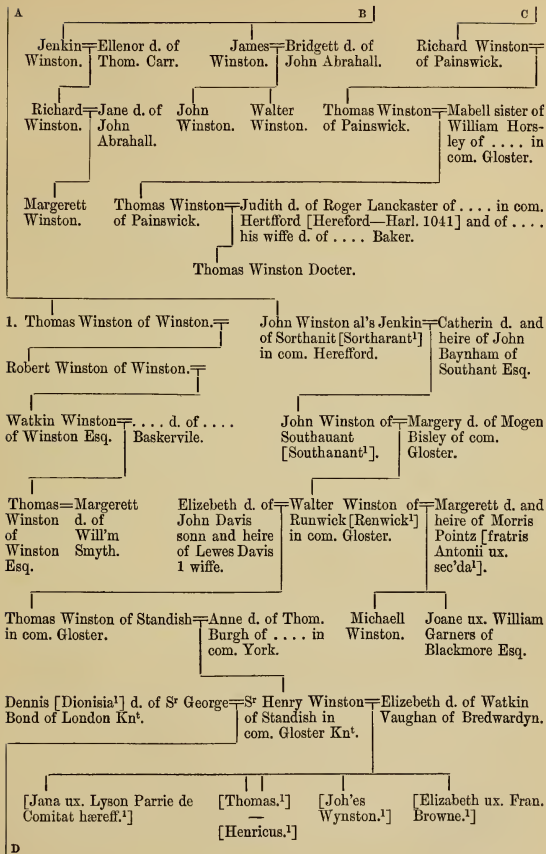 A B C
Jenkin Winston. = Ellenor d. of Thom. Carr.
James Winston. = Bridgett d. of John Abrahall.
Richard Winston of Painswick. =
Richard Winston. = Jane d. of John Abrahall.
John Winston.
Walter Winston.
Thomas Winston of Painswick. = Mabell sister of William Hors-
ley of . . . . in com. Gloster.
Margerett Winston.
Thomas Winston of Painswick. = Judith d. of Roger Lanckaster of . . . . in com.
Hertfford [Hereford—Harl. 1041] and of . . . .
his wiffe d. of . . . . Baker.
Thomas Winston Docter.
1. Thomas Winston of Winston. =
John Winston al's Jenkin of Sorthanit [Sortharant¹] in com. Herefford. = Catherin d. and heire of John Baynham of Southant Esq.
Robert Winston of Winston. =
Watkin Winston of Winston Esq. = . . . . d. of . . . . Baskervile.
John Winston of Southauant [Southanant¹]. = Margery d. of Mogen Bisley of com. Gloster.
Thomas Winston of Winston Esq. = Margerett d. of Will'm Smyth.
Elizebeth d. of John Davis sonn and heire of Lewes Davis 1 wiffe. = Walter Winston of Runwick [Renwick¹] in com. Gloster. = Margerett d. and heire of Morris Pointz [fratris Antonii ux. sec'da¹].
Thomas Winston of Standish in com. Gloster. = Anne d. of Thom. Burgh of . . . . in com. York.
Michaell Winston.
Joane ux. William Garners of Blackmore Esq.
Dennis [Dionisia¹] d. of Sʳ George Bond of London Knᵗ. = Sʳ Henry Winston of Standish in com. Gloster Knᵗ. = Elizebeth d. of Watkin Vaughan of Bredwardyn.
[Jana ux. Lyson Parrie de Comitat hæreff.¹]
[Thomas.¹]
—
[Henricus.¹]
[Joh'es Wynston.¹]
[Elizabeth ux. Fran. Browne.¹]
D